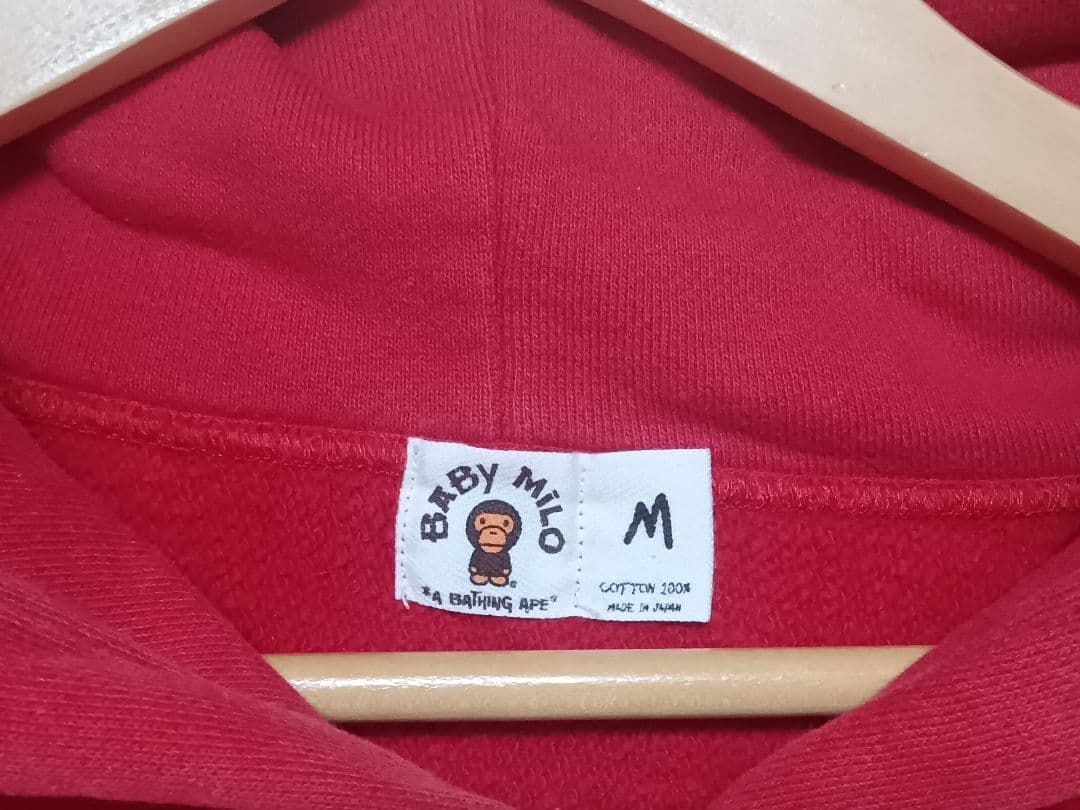 BABY MILO
*A BATHING APE®
M
COTTON 100%
MADE IN JAPAN